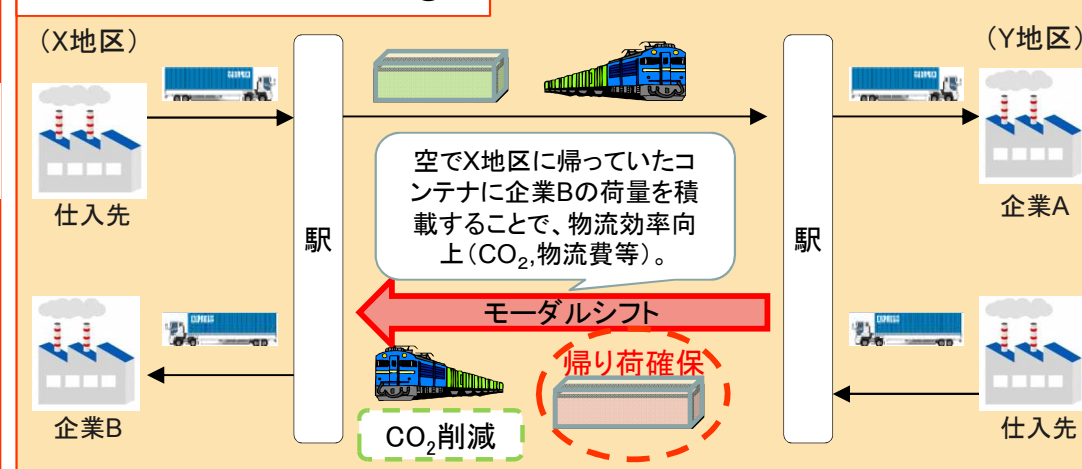 (X地区)
(Y地区)
仕入先
駅
空でX地区に帰っていたコ
ンテナに企業Bの荷量を積
載することで、物流効率向
上(CO₂,物流費等)。
駅
企業A
モーダルシフト
帰り荷確保
EXPRESS
企業B
CO₂削減
仕入先